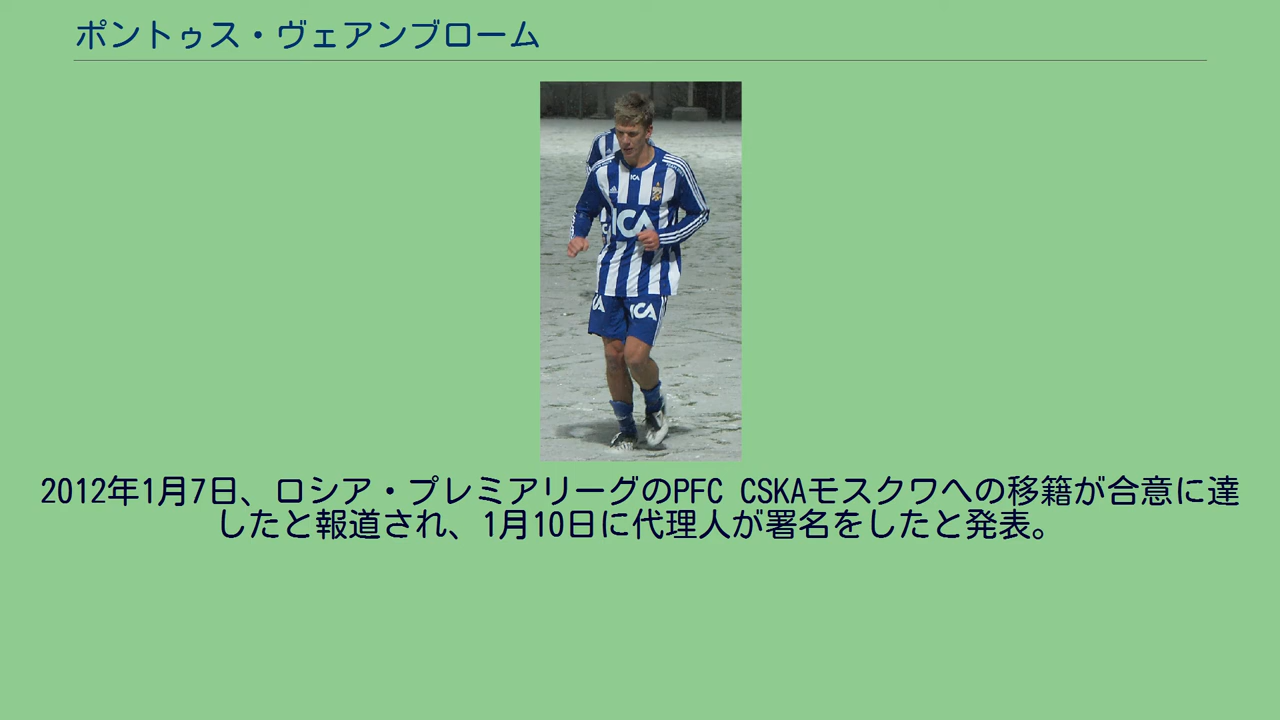 ポントゥス・ヴェアンブローム
ICA
ICA
ICA
2012年1月7日、ロシア・プレミアリーグのPFC CSKAモスクワへの移籍が合意に達
したと報道され、1月10日に代理人が署名をしたと発表。